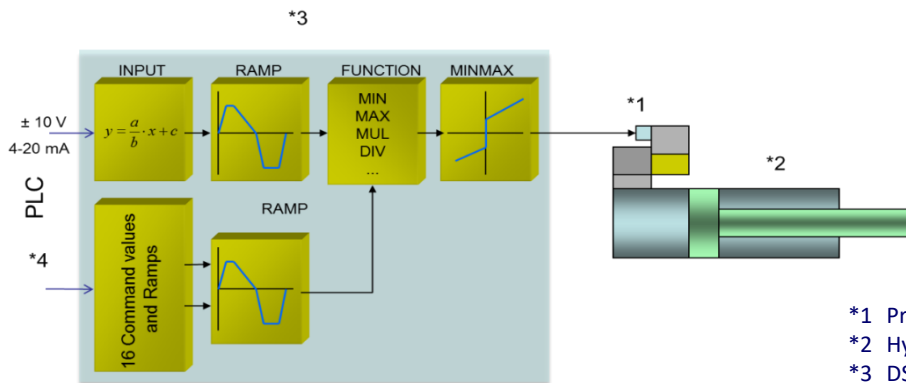 *3
INPUT
RAMP
FUNCTION
MINMAX
± 10 V
4-20 mA
y = a/b · x + c
MIN
MAX
MUL
DIV
...
*1
*2
PLC
RAMP
*4
16 Command values
and Ramps
*1 Pr
*2 Hy
*3 DS